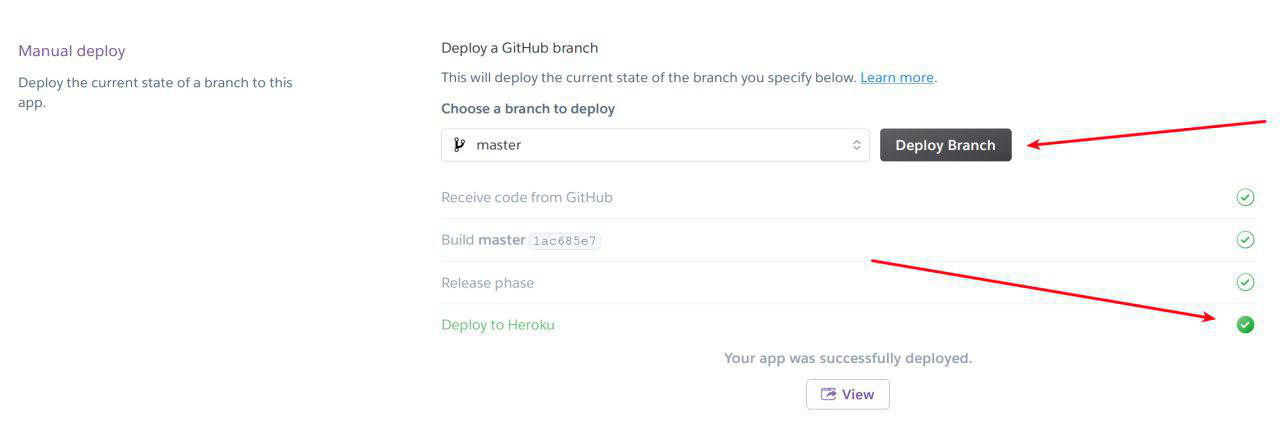 Manual deploy
Deploy the current state of a branch to this
app.
Deploy a GitHub branch
This will deploy the current state of the branch you specify below. Learn more.
Choose a branch to deploy
master
Deploy Branch
Receive code from GitHub
Build master 1ac685e7
Release phase
Deploy to Heroku
Your app was successfully deployed.
View